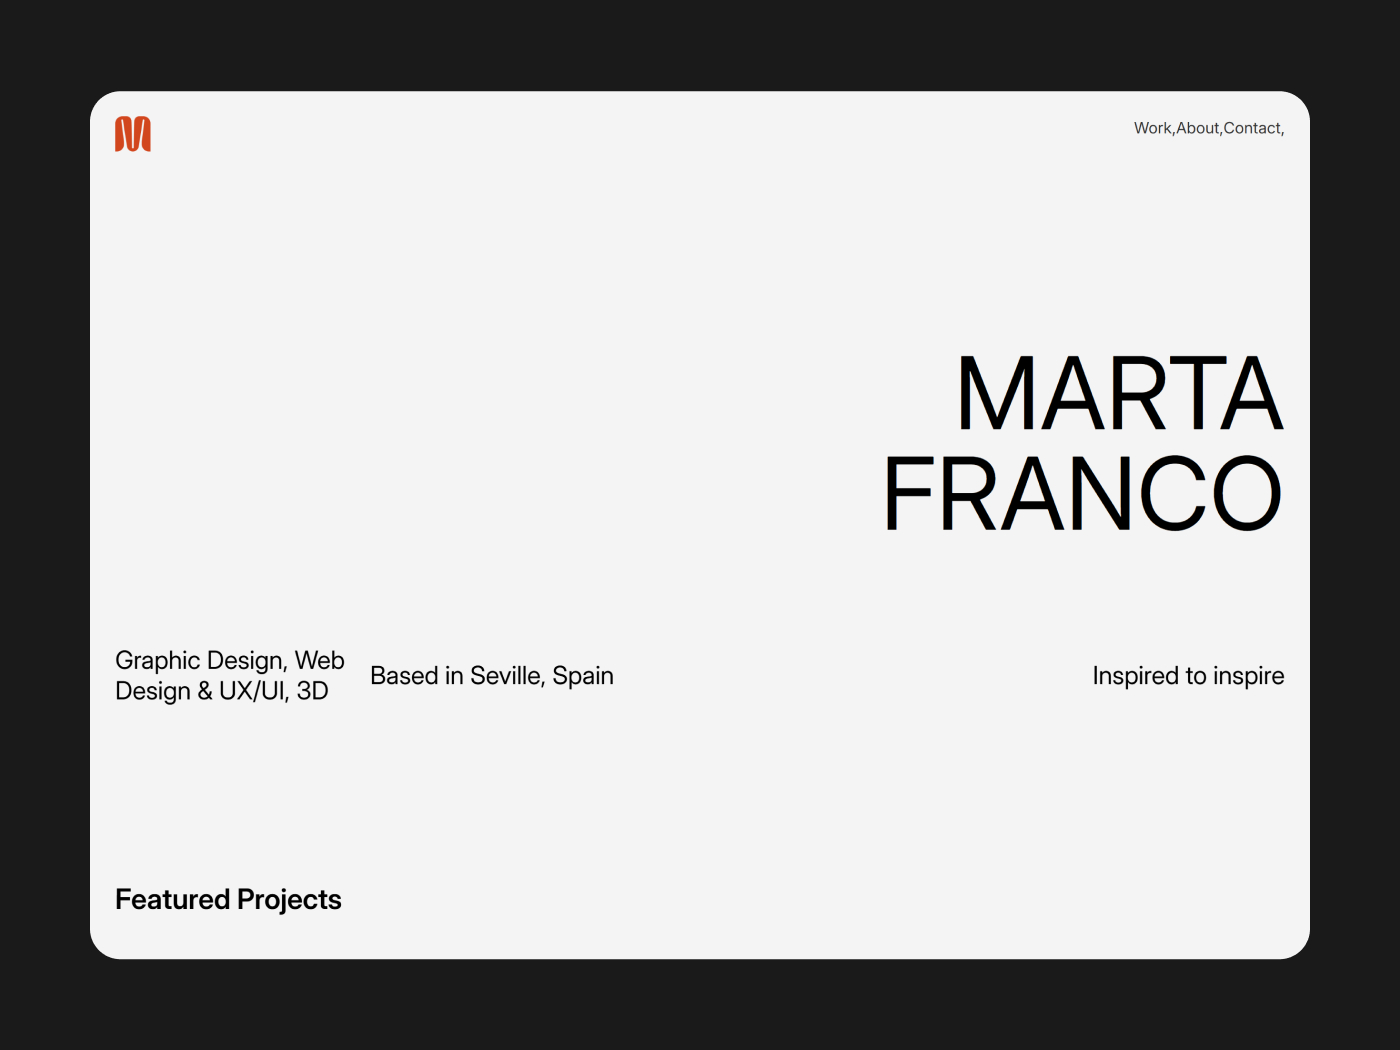 Work,About,Contact,
MARTA
FRANCO
Graphic Design, Web
Design & UX/UI, 3D
Based in Seville, Spain
Inspired to inspire
Featured Projects